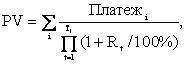 PV = ∑_i Платеж_i / ∏_{t=1}^{T_i} (1 + R_t /100%),